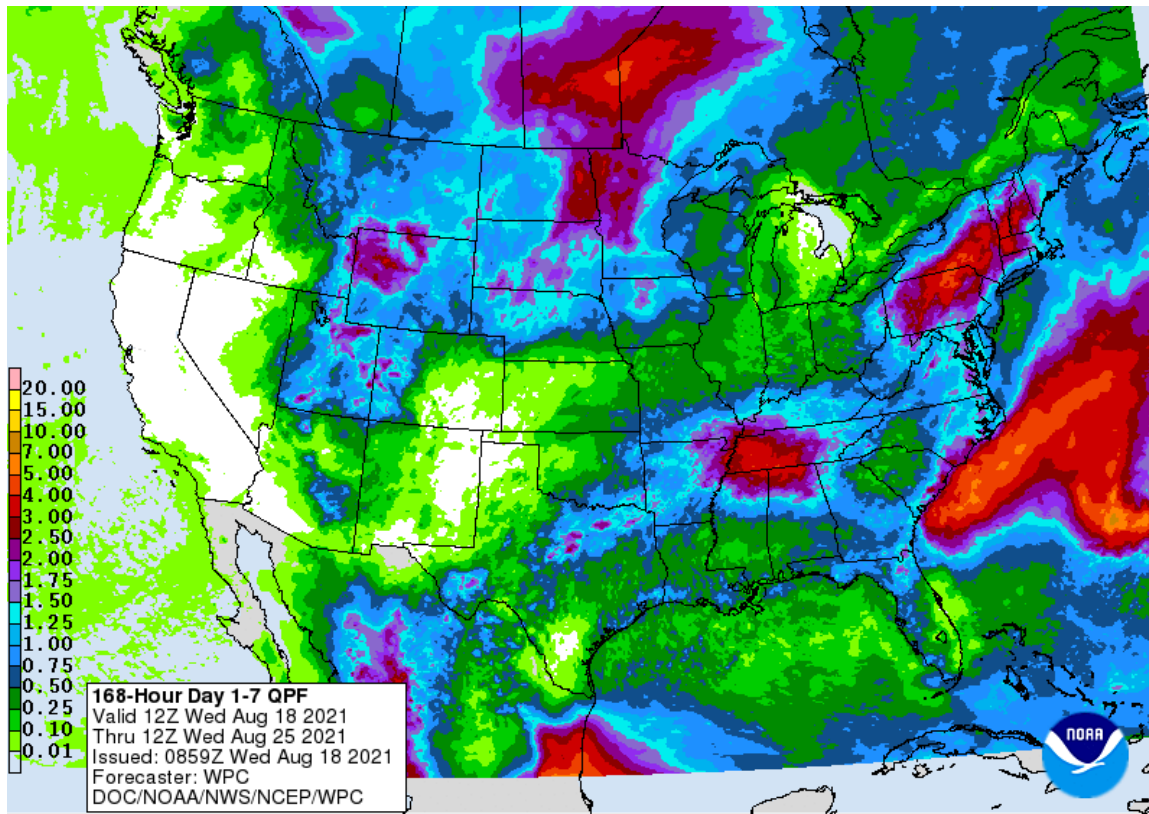 20.00
15.00
10.00
7.00
5.00
4.00
3.00
2.50
2.00
1.75
1.50
1.25
1.00
0.75
0.50
0.25
0.10
0.01
168-Hour Day 1-7 QPF
Valid 12Z Wed Aug 18 2021
Thru 12Z Wed Aug 25 2021
Issued: 0859Z Wed Aug 18 2021
Forecaster: WPC
DOC/NOAA/NWS/NCEP/WPC
NOAA